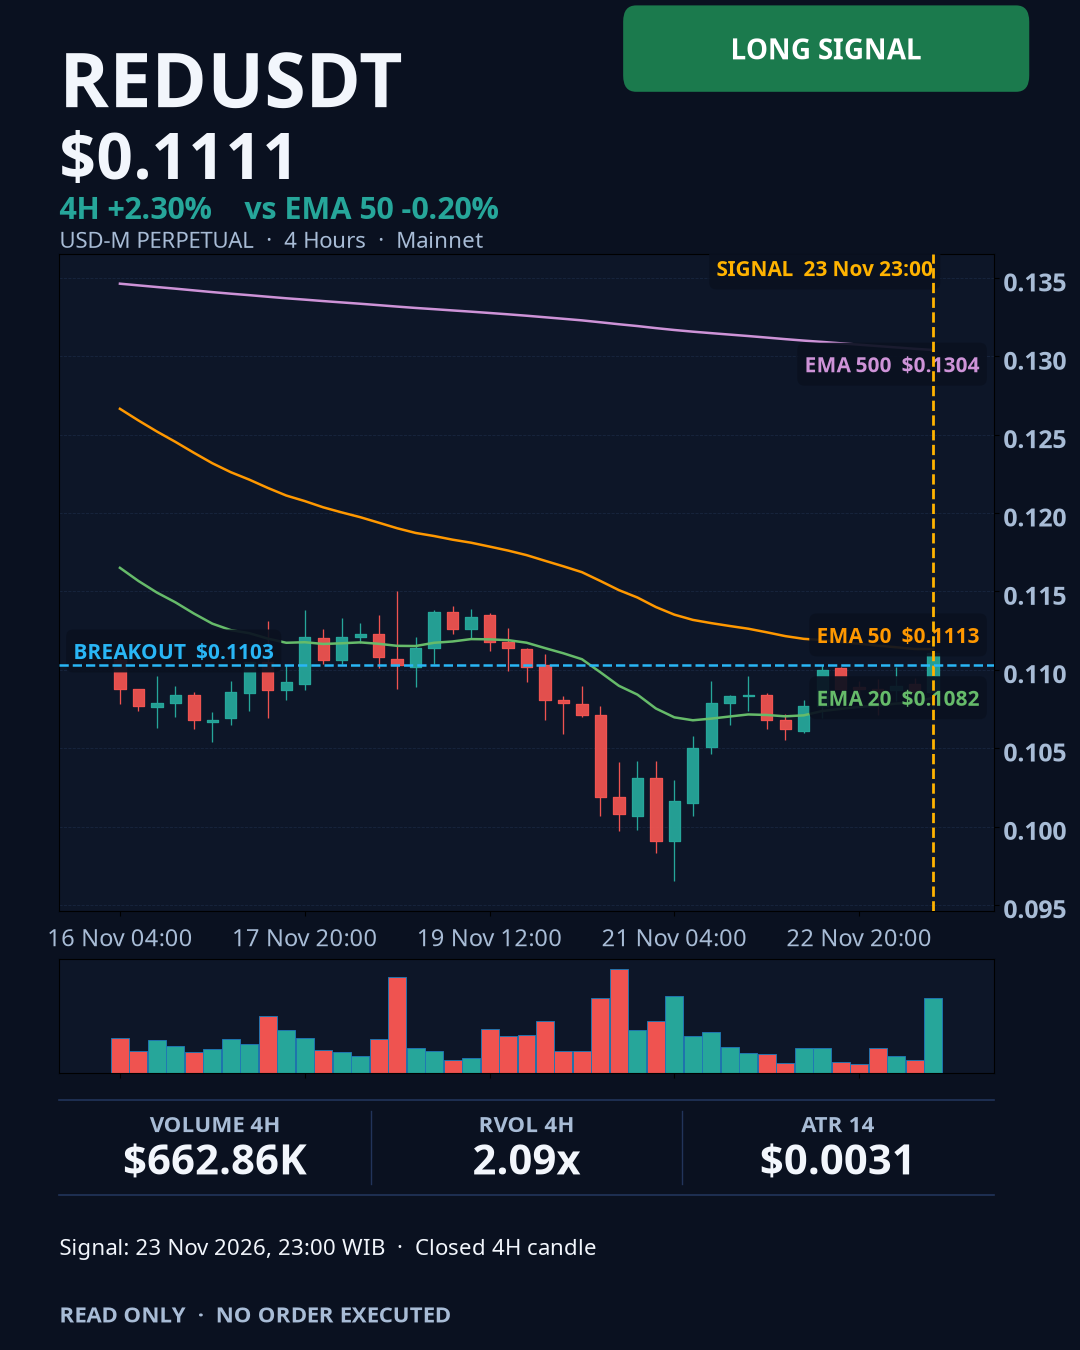 LONG SIGNAL
REDUSDT
$0.1111
4H +2.30% vs EMA 50 -0.20%
USD-M PERPETUAL · 4 Hours · Mainnet
SIGNAL 23 Nov 23:00
0.135
EMA 500 $0.1304
0.130
0.125
0.120
0.115
EMA 50 $0.1113
BREAKOUT $0.1103
0.110
EMA 20 $0.1082
0.105
0.100
0.095
16 Nov 04:00 17 Nov 20:00 19 Nov 12:00 21 Nov 04:00 22 Nov 20:00
VOLUME 4H RVOL 4H ATR 14
$662.86K 2.09x $0.0031
Signal: 23 Nov 2026, 23:00 WIB · Closed 4H candle
READ ONLY · NO ORDER EXECUTED